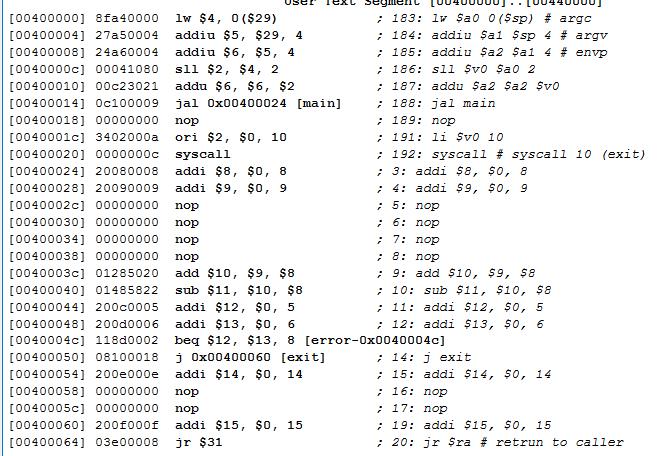 User Text Segment [00400000]..[00440000]
[00400000] 8fa40000 lw $4, 0($29) ; 183: lw $a0 0($sp) # argc
[00400004] 27a50004 addiu $5, $29, 4 ; 184: addiu $a1 $sp 4 # argv
[00400008] 24a60004 addiu $6, $5, 4 ; 185: addiu $a2 $a1 4 # envp
[0040000c] 00041080 sll $2, $4, 2 ; 186: sll $v0 $a0 2
[00400010] 00c23021 addu $6, $6, $2 ; 187: addu $a2 $a2 $v0
[00400014] 0c100009 jal 0x00400024 [main] ; 188: jal main
[00400018] 00000000 nop ; 189: nop
[0040001c] 3402000a ori $2, $0, 10 ; 191: li $v0 10
[00400020] 0000000c syscall ; 192: syscall # syscall 10 (exit)
[00400024] 20080008 addi $8, $0, 8 ; 3: addi $8, $0, 8
[00400028] 20090009 addi $9, $0, 9 ; 4: addi $9, $0, 9
[0040002c] 00000000 nop ; 5: nop
[00400030] 00000000 nop ; 6: nop
[00400034] 00000000 nop ; 7: nop
[00400038] 00000000 nop ; 8: nop
[0040003c] 01285020 add $10, $9, $8 ; 9: add $10, $9, $8
[00400040] 01485822 sub $11, $10, $8 ; 10: sub $11, $10, $8
[00400044] 200c0005 addi $12, $0, 5 ; 11: addi $12, $0, 5
[00400048] 200d0006 addi $13, $0, 6 ; 12: addi $13, $0, 6
[0040004c] 118d0002 beq $12, $13, 8 [error-0x0040004c]
[00400050] 08100018 j 0x00400060 [exit] ; 14: j exit
[00400054] 200e000e addi $14, $0, 14 ; 15: addi $14, $0, 14
[00400058] 00000000 nop ; 16: nop
[0040005c] 00000000 nop ; 17: nop
[00400060] 200f000f addi $15, $0, 15 ; 19: addi $15, $0, 15
[00400064] 03e00008 jr $31 ; 20: jr $ra # retrun to caller